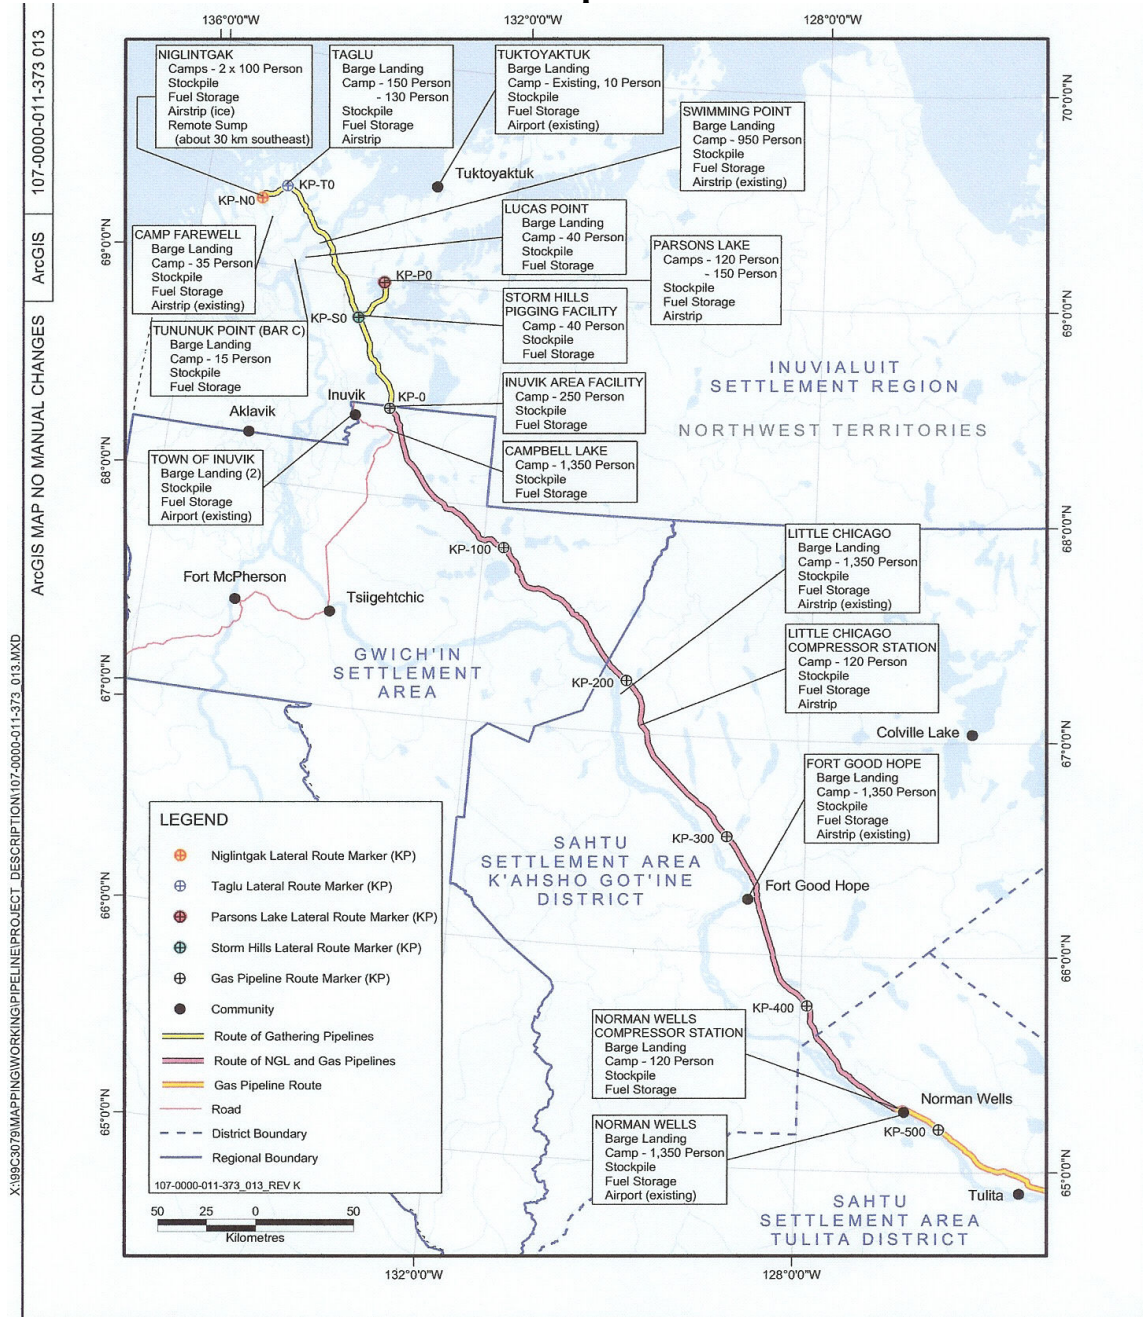 136°0'0"W
132°0'0"W
128°0'0"W
107-0000-011-373 013
ArcGIS
ArcGIS MAP NO MANUAL CHANGES
X:\99C3079\MAPPING\WORKING\PIPELINE\PROJECT_DESCRIPTION\107-0000-011-373_013.MXD
NIGLINTGAK
Camps - 2 x 100 Person
Stockpile
Fuel Storage
Airstrip (ice)
Remote Sump
(about 30 km southeast)
TAGLU
Barge Landing
Camp - 150 Person
- 130 Person
Stockpile
Fuel Storage
Airstrip
TUKTOYAKTUK
Barge Landing
Camp - Existing, 10 Person
Stockpile
Fuel Storage
Airport (existing)
SWIMMING POINT
Barge Landing
Camp - 950 Person
Stockpile
Fuel Storage
Airstrip (existing)
70°0'0"N
Tuktoyaktuk
KP-T0
KP-N0
LUCAS POINT
Barge Landing
Camp - 40 Person
Stockpile
Fuel Storage
CAMP FAREWELL
Barge Landing
Camp - 35 Person
Stockpile
Fuel Storage
Airstrip (existing)
69°0'0"N
PARSONS LAKE
Camps - 120 Person
- 150 Person
Stockpile
Fuel Storage
Airstrip
KP-P0
STORM HILLS
PIGGING FACILITY
Camp - 40 Person
Stockpile
Fuel Storage
KP-S0
69°0'0"N
TUNUNUK POINT (BAR C)
Barge Landing
Camp - 15 Person
Stockpile
Fuel Storage
INUVIALUIT
SETTLEMENT REGION
INUVIK AREA FACILITY
Camp - 250 Person
Stockpile
Fuel Storage
Inuvik
KP-0
Aklavik
NORTHWEST TERRITORIES
68°0'0"N
TOWN OF INUVIK
Barge Landing (2)
Stockpile
Fuel Storage
Airport (existing)
CAMPBELL LAKE
Camp - 1,350 Person
Stockpile
Fuel Storage
68°0'0"N
KP-100
LITTLE CHICAGO
Barge Landing
Camp - 1,350 Person
Stockpile
Fuel Storage
Airstrip (existing)
Fort McPherson
Tsiigehtchic
LITTLE CHICAGO
COMPRESSOR STATION
Camp - 120 Person
Stockpile
Fuel Storage
Airstrip
GWICH'IN
SETTLEMENT
AREA
67°0'0"N
KP-200
Colville Lake
67°0'0"N
FORT GOOD HOPE
Barge Landing
Camp - 1,350 Person
Stockpile
Fuel Storage
Airstrip (existing)
KP-300
SAHTU
SETTLEMENT AREA
K'AHSHO GOT'INE
DISTRICT
Fort Good Hope
66°0'0"N
66°0'0"N
KP-400
LEGEND
Niglintgak Lateral Route Marker (KP)
Taglu Lateral Route Marker (KP)
Parsons Lake Lateral Route Marker (KP)
Storm Hills Lateral Route Marker (KP)
Gas Pipeline Route Marker (KP)
Community
Route of Gathering Pipelines
Route of NGL and Gas Pipelines
Gas Pipeline Route
Road
District Boundary
Regional Boundary
107-0000-011-373_013_REV K
NORMAN WELLS
COMPRESSOR STATION
Barge Landing
Camp - 120 Person
Stockpile
Fuel Storage
Norman Wells
65°0'0"N
KP-500
NORMAN WELLS
Barge Landing
Camp - 1,350 Person
Stockpile
Fuel Storage
Airport (existing)
65°0'0"N
Tulita
SAHTU
SETTLEMENT AREA
TULITA DISTRICT
50 25 0 50
Kilometres
132°0'0"W
128°0'0"W